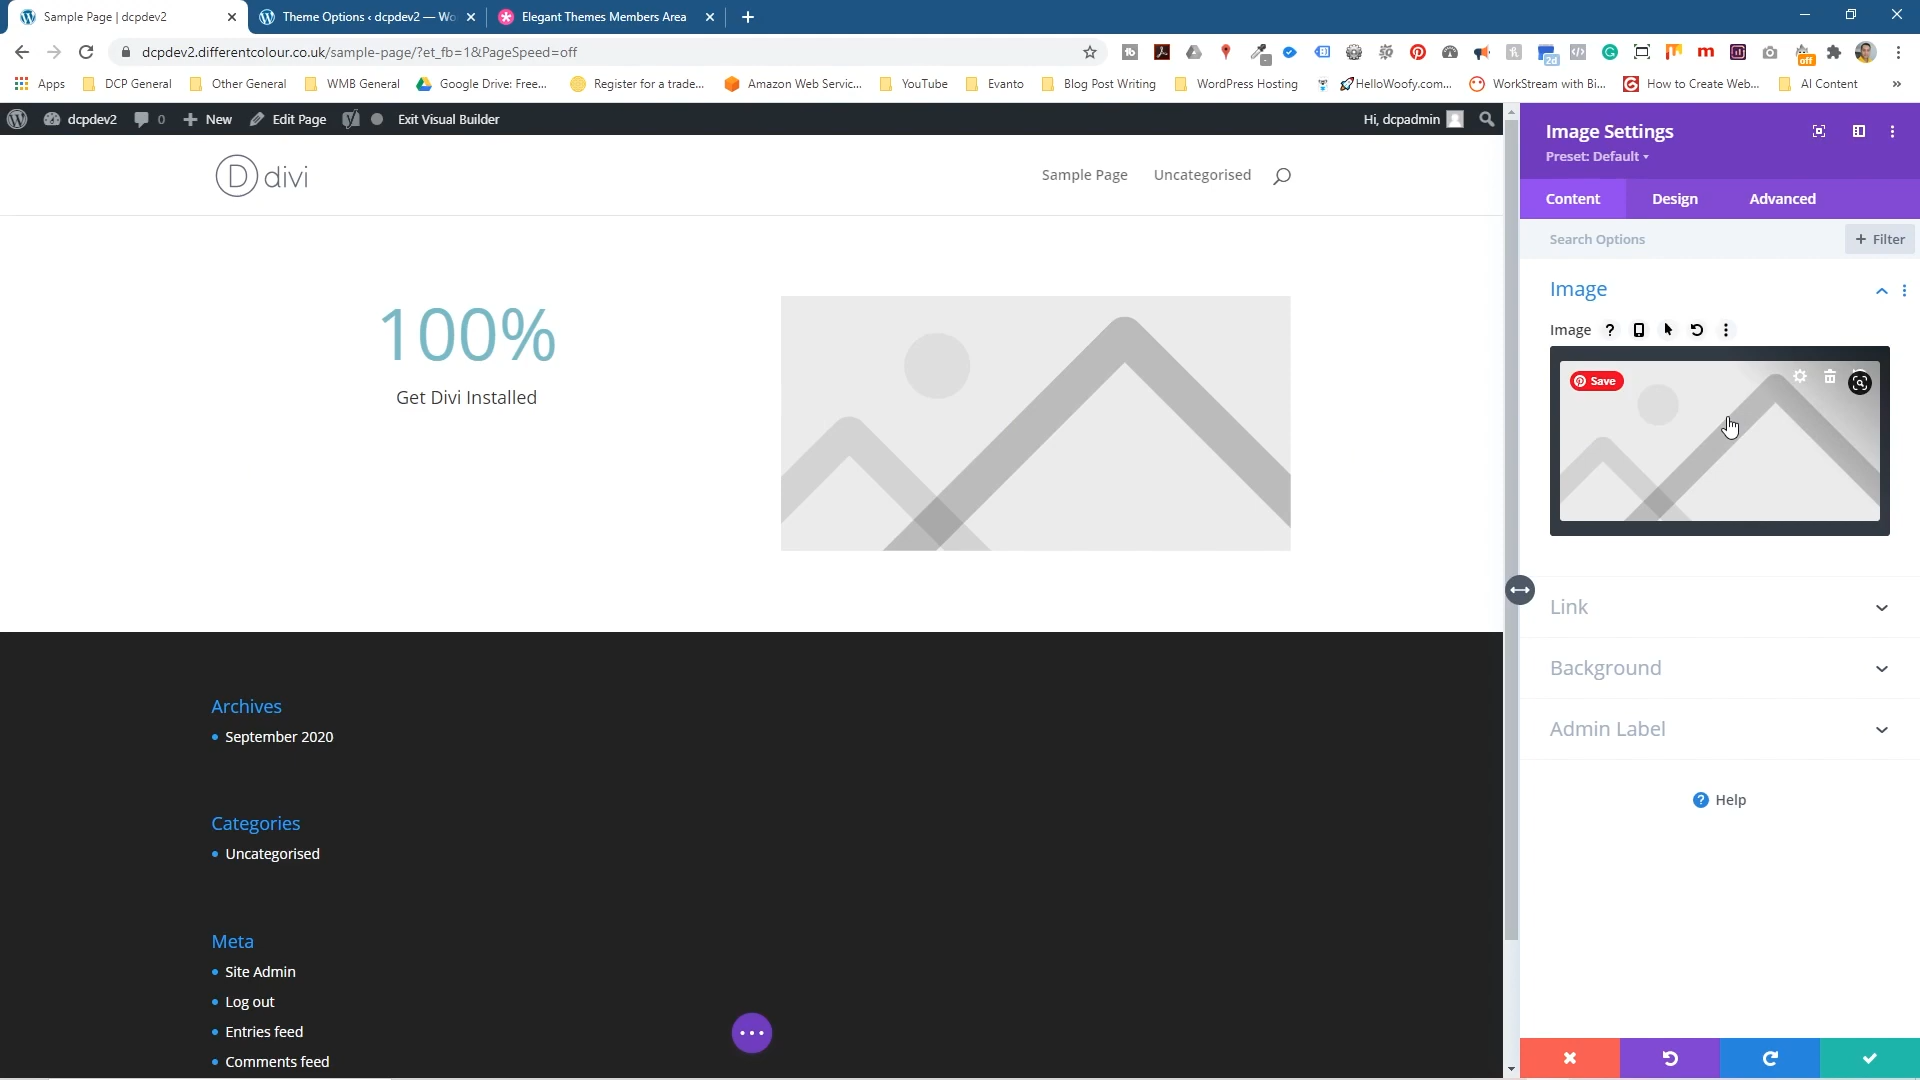 Sample Page | dcpdev2
Theme Options ‹ dcpdev2 — Wo
Elegant Themes Members Area
dcpdev2.differentcolour.co.uk/sample-page/?et_fb=1&PageSpeed=off
2d
off
Apps
DCP General
Other General
WMB General
Google Drive: Free...
Register for a trade...
Amazon Web Servic...
YouTube
Evanto
Blog Post Writing
WordPress Hosting
HelloWoofy.com...
WorkStream with Bi...
How to Create Web...
AI Content
»
dcpdev2
0
New
Edit Page
Exit Visual Builder
Hi, dcpadmin
D divi
Sample Page
Uncategorised
100%
Get Divi Installed
Archives
September 2020
Categories
Uncategorised
Meta
Site Admin
Log out
Entries feed
Comments feed
Image Settings
Preset: Default
Content
Design
Advanced
Search Options
+ Filter
Image
Image ?
Save
Link
Background
Admin Label
? Help